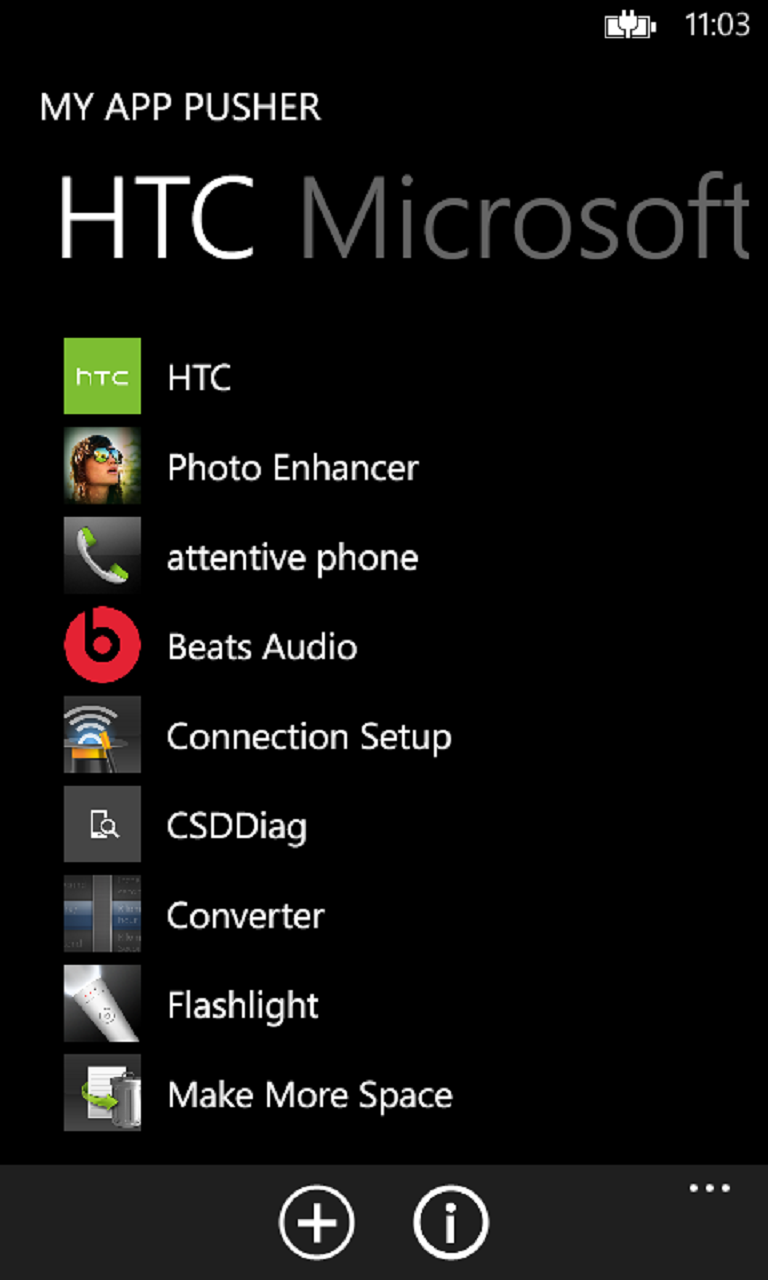 11:03
MY APP PUSHER
HTC Microsoft
hTC HTC
Photo Enhancer
attentive phone
b Beats Audio
Connection Setup
CSDDiag
Converter
Flashlight
Make More Space